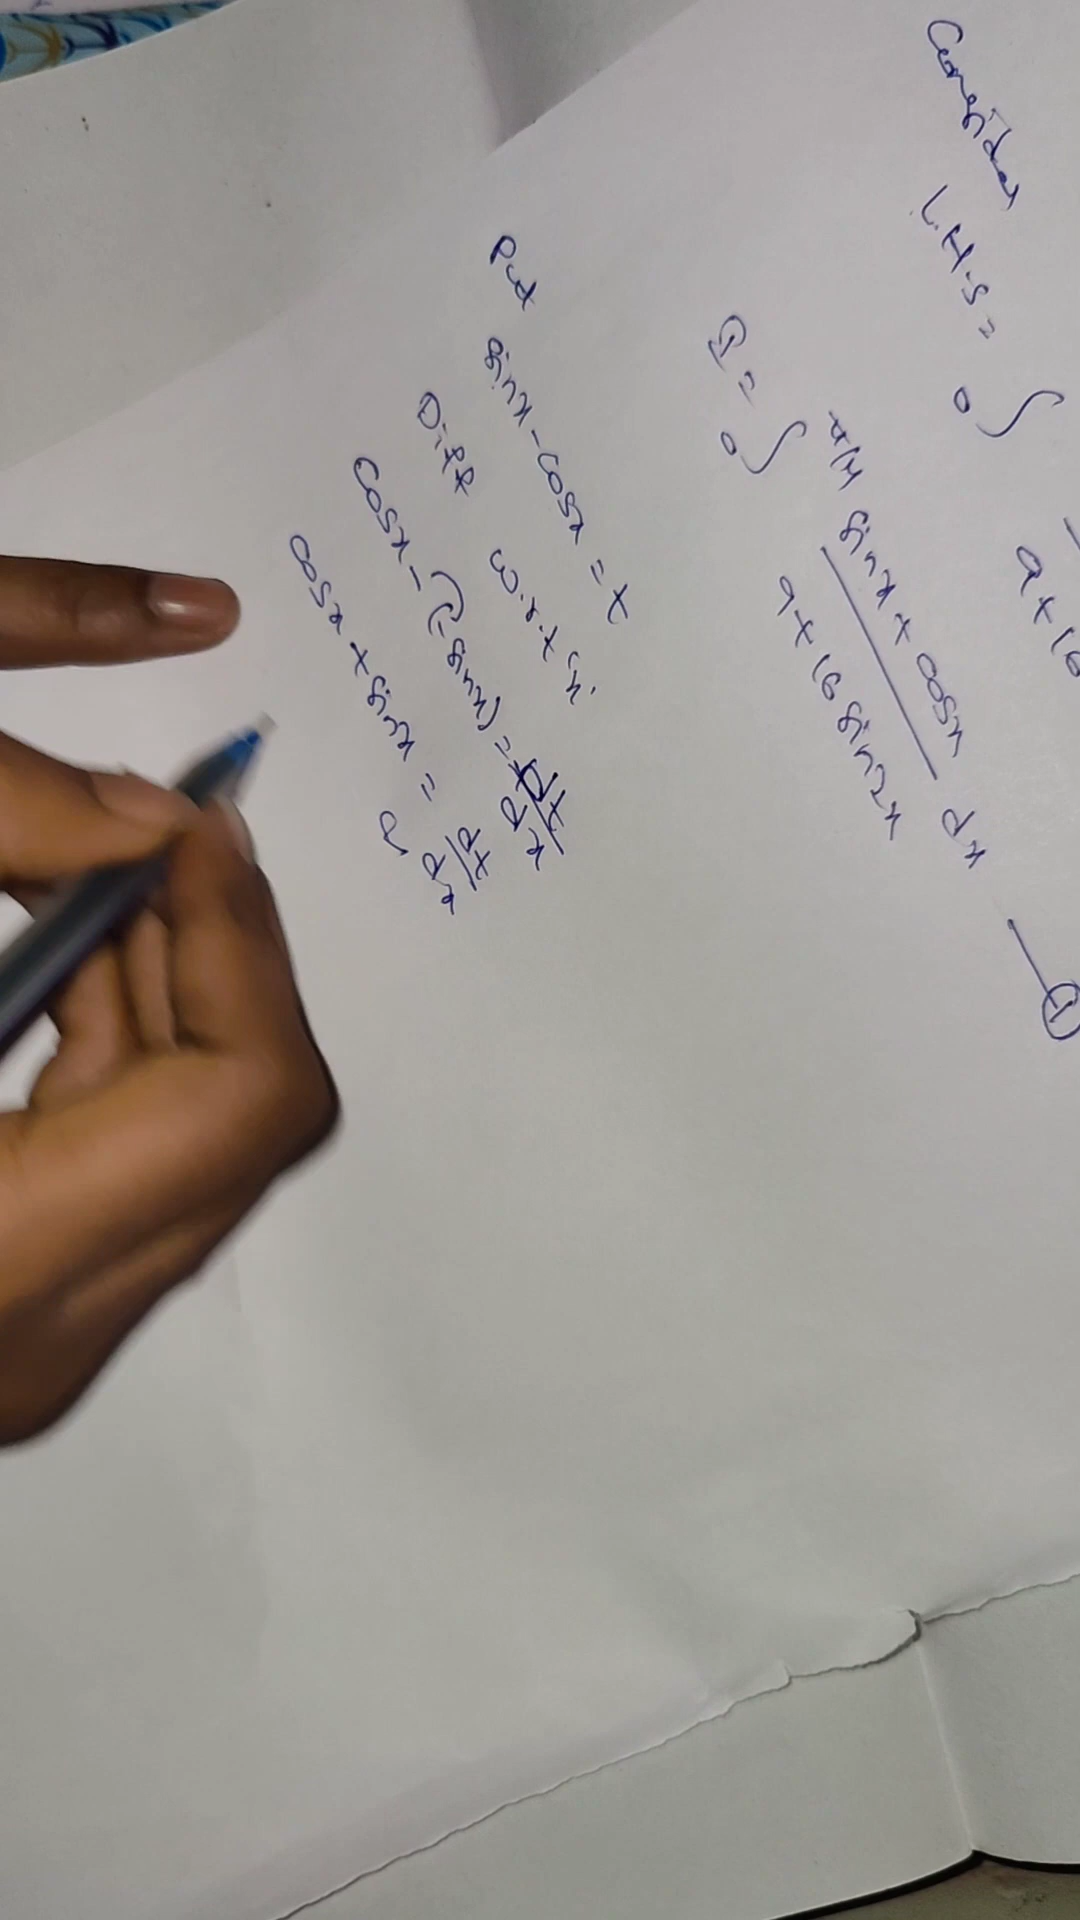 Consider L.H.S = ∫ 0 9+16
I = ∫ 0 π/4 sinx + cosx / 9+16 sin2x dx — ①
Put sinx - cosx = t
Diff w.r.t 'x'
cosx - (-sinx) = dt/dx
cosx + sinx = dt/dx